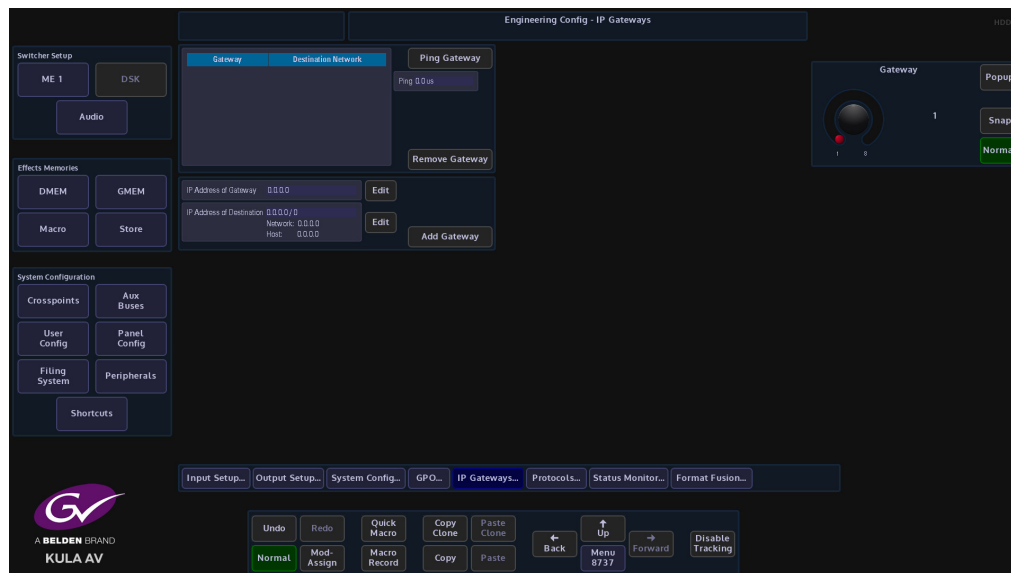 Engineering Config - IP Gateways
HDD
Switcher Setup
ME 1
DSK
Audio
Effects Memories
DMEM
GMEM
Macro
Store
System Configuration
Crosspoints
Aux
Buses
User
Config
Panel
Config
Filing
System
Peripherals
Shortcuts
Gateway Destination Network
Ping Gateway
Ping 0.0 us
Remove Gateway
IP Address of Gateway 0.0.0.0
Edit
IP Address of Destination 0.0.0.0 / 0
Network: 0.0.0.0
Host: 0.0.0.0
Edit
Add Gateway
Gateway
1
1 8
Popup
Snap
Norma
Input Setup... Output Setup... System Config... GPO... IP Gateways... Protocols... Status Monitor... Format Fusion...
GV
A BELDEN BRAND
KULA AV
Undo
Redo
Quick
Macro
Copy
Clone
Paste
Clone
Normal
Mod-
Assign
Macro
Record
Copy
Paste
Back
Up
Menu
8737
Forward
Disable
Tracking